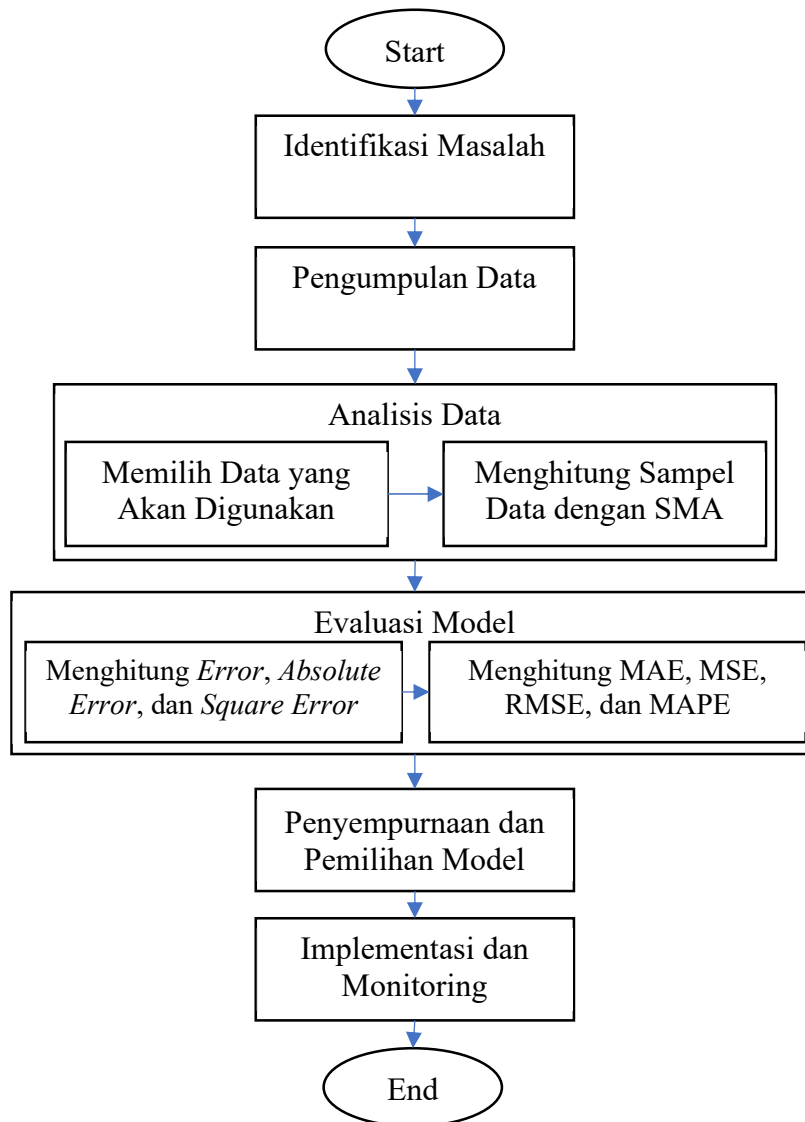 Start
Identifikasi Masalah
Pengumpulan Data
Analisis Data
Memilih Data yang
Akan Digunakan
Menghitung Sampel
Data dengan SMA
Evaluasi Model
Menghitung Error, Absolute
Error, dan Square Error
Menghitung MAE, MSE,
RMSE, dan MAPE
Penyempurnaan dan
Pemilihan Model
Implementasi dan
Monitoring
End